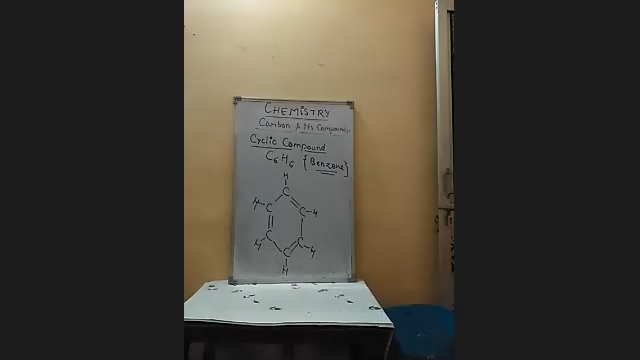 CHEMISTRY
Carbon & Its Compounds
Cyclic Compound
C6H6 {Benzene}
H
C
H C C H
H C C H
C
H